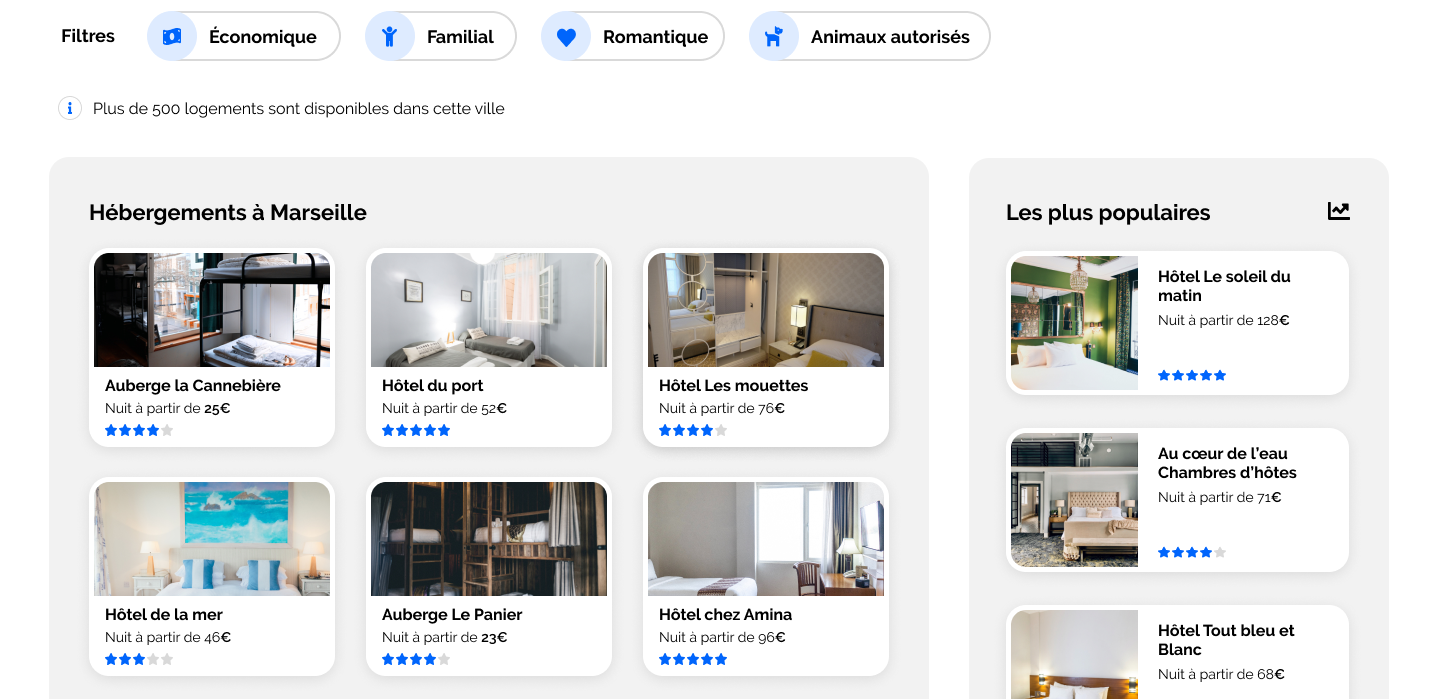 Filtres
Économique
Familial
Romantique
Animaux autorisés
Plus de 500 logements sont disponibles dans cette ville
Hébergements à Marseille
Auberge la Cannebière
Nuit à partir de 25€
Hôtel du port
Nuit à partir de 52€
Hôtel Les mouettes
Nuit à partir de 76€
Hôtel de la mer
Nuit à partir de 46€
Auberge Le Panier
Nuit à partir de 23€
Hôtel chez Amina
Nuit à partir de 96€
Les plus populaires
Hôtel Le soleil du
matin
Nuit à partir de 128€
Au cœur de l'eau
Chambres d'hôtes
Nuit à partir de 71€
Hôtel Tout bleu et
Blanc
Nuit à partir de 68€